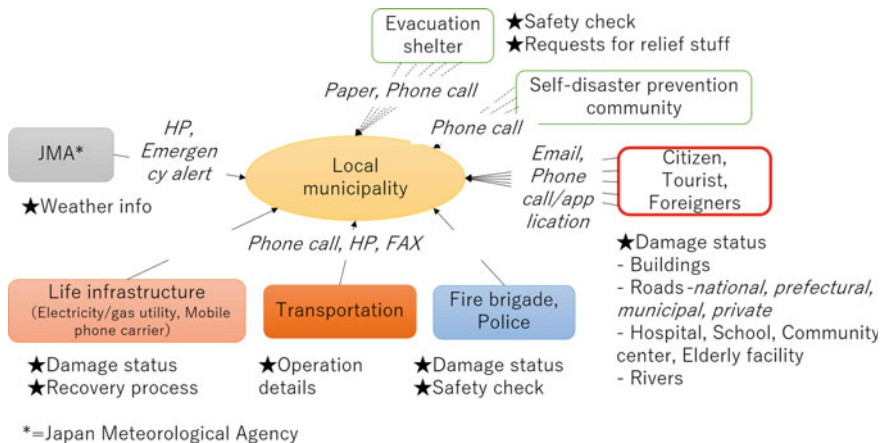 Evacuation
shelter
★Safety check
★Requests for relief stuff
Paper, Phone call
Self-disaster prevention
community
Phone call
JMA*
HP,
Emergen
cy alert
★Weather info
Local
municipality
Email,
Phone
call/app
lication
Citizen,
Tourist,
Foreigners
Phone call, HP, FAX
★Damage status
- Buildings
- Roads -national, prefectural,
municipal, private
- Hospital, School, Community
center, Elderly facility
- Rivers
Life infrastructure
(Electricity/gas utility, Mobile
phone carrier)
★Damage status
★Recovery process
Transportation
★Operation
details
Fire brigade,
Police
★Damage status
★Safety check
*=Japan Meteorological Agency